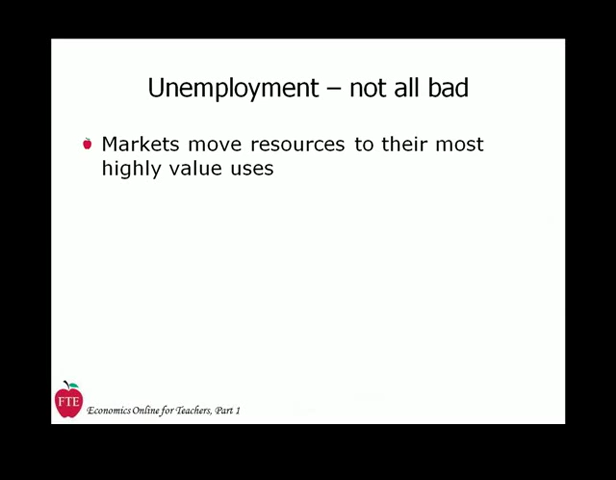 Unemployment – not all bad
Markets move resources to their most
highly value uses
FTE
Economics Online for Teachers, Part 1